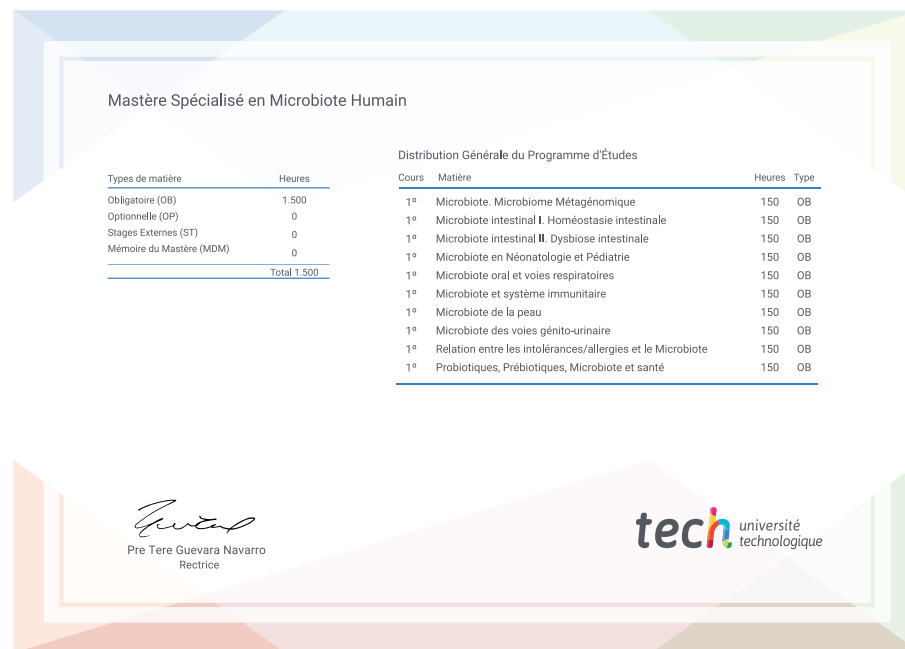 Mastère Spécialisé en Microbiote Humain
Types de matière Heures
Obligatoire (OB) 1.500
Optionnelle (OP) 0
Stages Externes (ST) 0
Mémoire du Mastère (MDM) 0
Total 1.500
Distribution Générale du Programme d'Études
Cours Matière Heures Type
1º Microbiote. Microbiome Métagénomique 150 OB
1º Microbiote intestinal I. Homéostasie intestinale 150 OB
1º Microbiote intestinal II. Dysbiose intestinale 150 OB
1º Microbiote en Néonatologie et Pédiatrie 150 OB
1º Microbiote oral et voies respiratoires 150 OB
1º Microbiote et système immunitaire 150 OB
1º Microbiote de la peau 150 OB
1º Microbiote des voies génito-urinaire 150 OB
1º Relation entre les intolérances/allergies et le Microbiote 150 OB
1º Probiotiques, Prébiotiques, Microbiote et santé 150 OB
Pre Tere Guevara Navarro
Rectrice
tech université
technologique